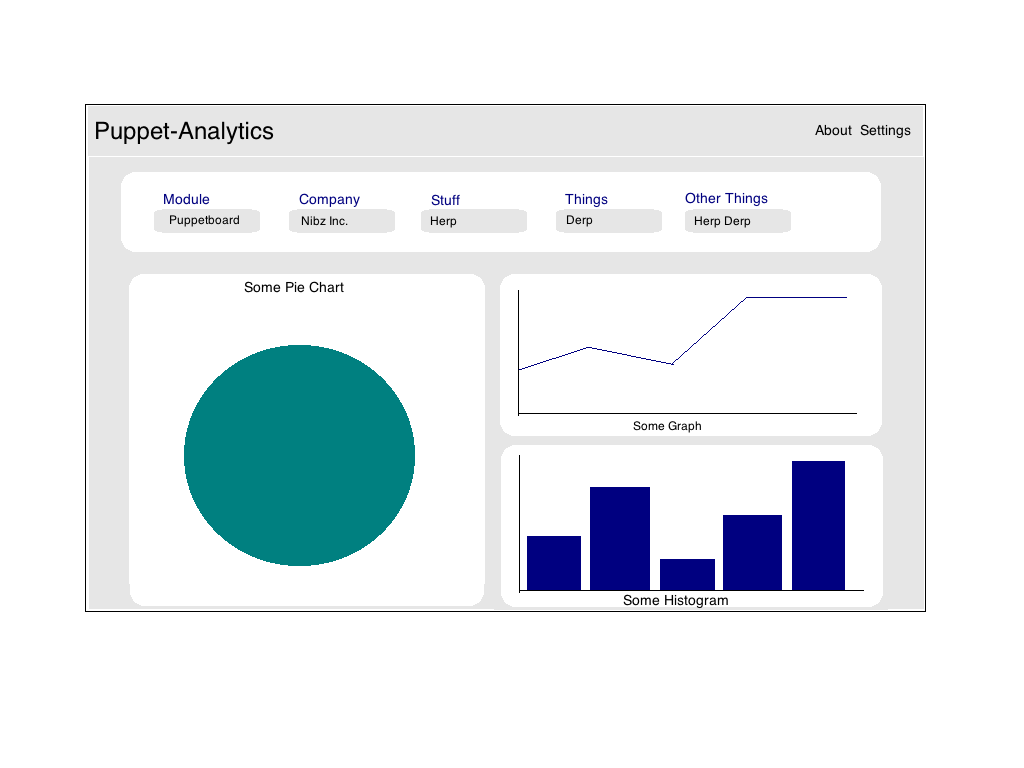 Puppet-Analytics
About Settings
Module Company Stuff Things Other Things
Puppetboard Nibz Inc. Herp Derp Herp Derp
Some Pie Chart
Some Graph
Some Histogram